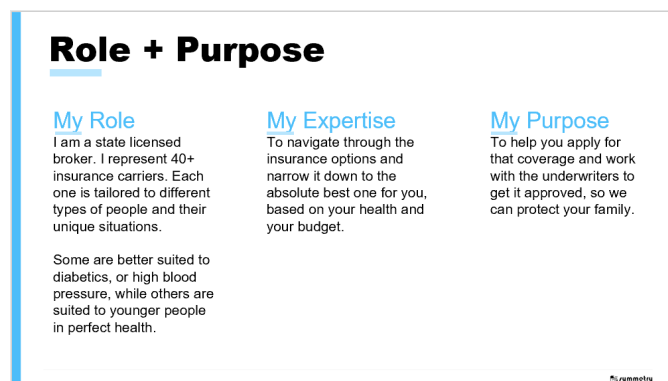 Role + Purpose
My Role
I am a state licensed
broker. I represent 40+
insurance carriers. Each
one is tailored to different
types of people and their
unique situations.
Some are better suited to
diabetics, or high blood
pressure, while others are
suited to younger people
in perfect health.
My Expertise
To navigate through the
insurance options and
narrow it down to the
absolute best one for you,
based on your health and
your budget.
My Purpose
To help you apply for
that coverage and work
with the underwriters to
get it approved, so we
can protect your family.
symmetry